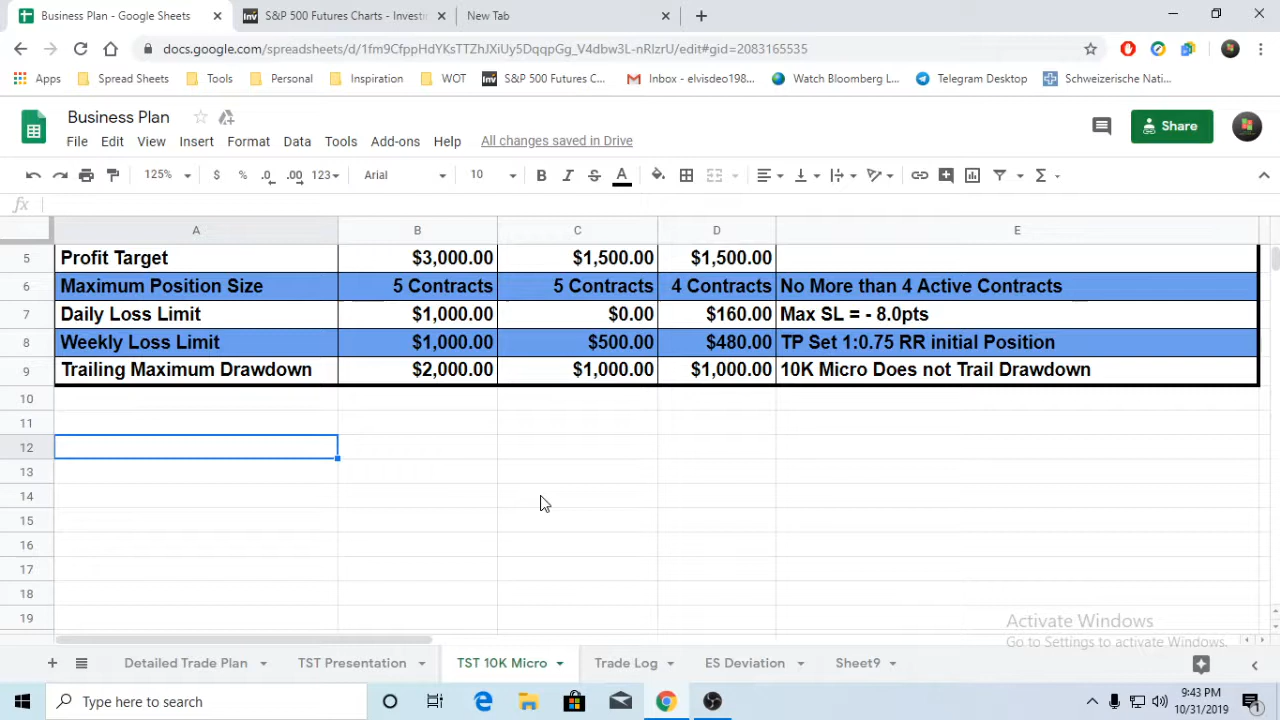 Business Plan - Google Sheets
S&P 500 Futures Charts - Investi
New Tab
docs.google.com/spreadsheets/d/1fm9CfppHdYKsTTZhJXiUy5DqqpGg_V4dbw3L-nRlzrU/edit#gid=2083165535
Apps Spread Sheets Tools Personal Inspiration WOT S&P 500 Futures C... Inbox - elvisdec198... Watch Bloomberg L... Telegram Desktop Schweizerische Nati...
Business Plan
File Edit View Insert Format Data Tools Add-ons Help All changes saved in Drive
Share
125% $ % .0 .00 123 Arial 10 B I S A
fx
A B C D E
5 Profit Target $3,000.00 $1,500.00 $1,500.00
6 Maximum Position Size 5 Contracts 5 Contracts 4 Contracts No More than 4 Active Contracts
7 Daily Loss Limit $1,000.00 $0.00 $160.00 Max SL = - 8.0pts
8 Weekly Loss Limit $1,000.00 $500.00 $480.00 TP Set 1:0.75 RR initial Position
9 Trailing Maximum Drawdown $2,000.00 $1,000.00 $1,000.00 10K Micro Does not Trail Drawdown
10
11
12
13
14
15
16
17
18
19
Activate Windows
Go to Settings to activate Windows.
Detailed Trade Plan TST Presentation TST 10K Micro Trade Log ES Deviation Sheet9
Type here to search
9:43 PM
10/31/2019